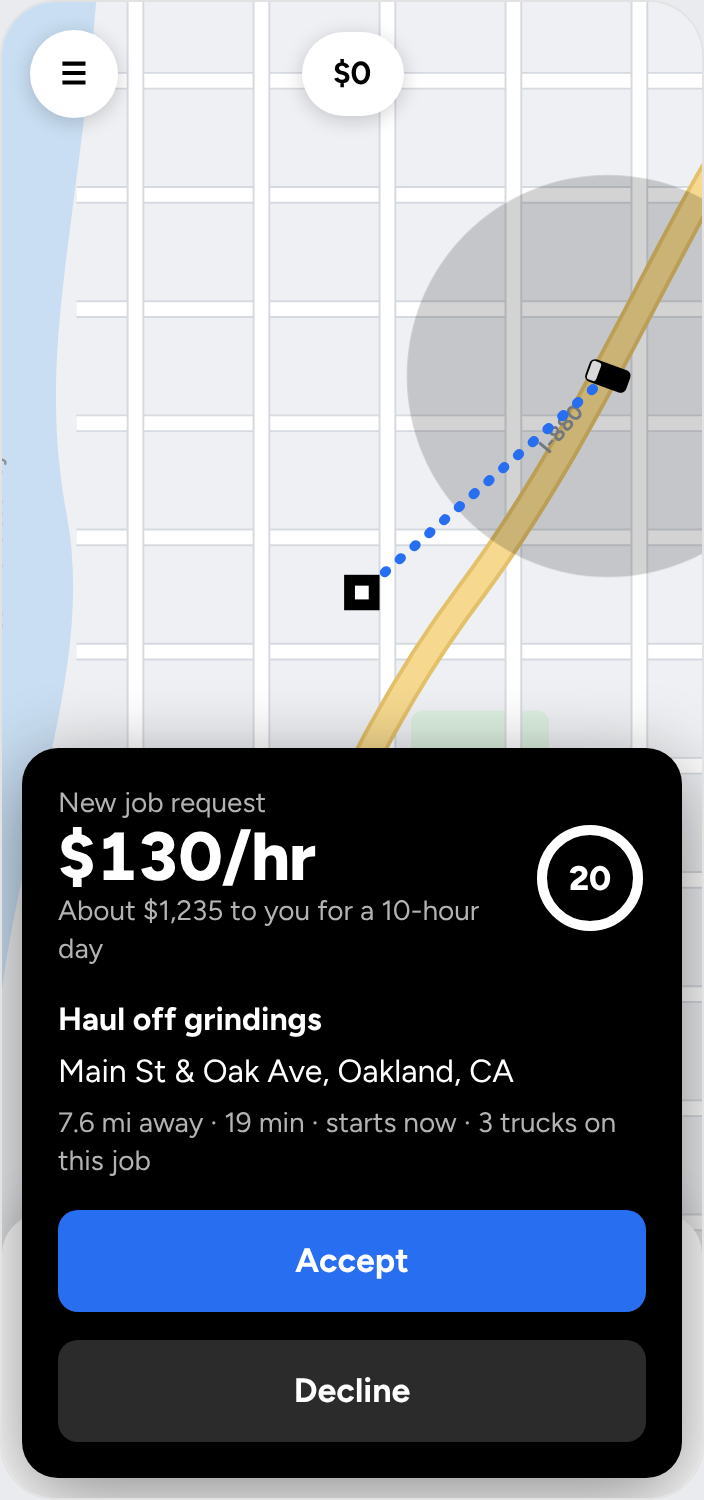 ☰
$0
I-880
New job request
$130/hr
20
About $1,235 to you for a 10-hour
day
Haul off grindings
Main St & Oak Ave, Oakland, CA
7.6 mi away · 19 min · starts now · 3 trucks on
this job
Accept
Decline